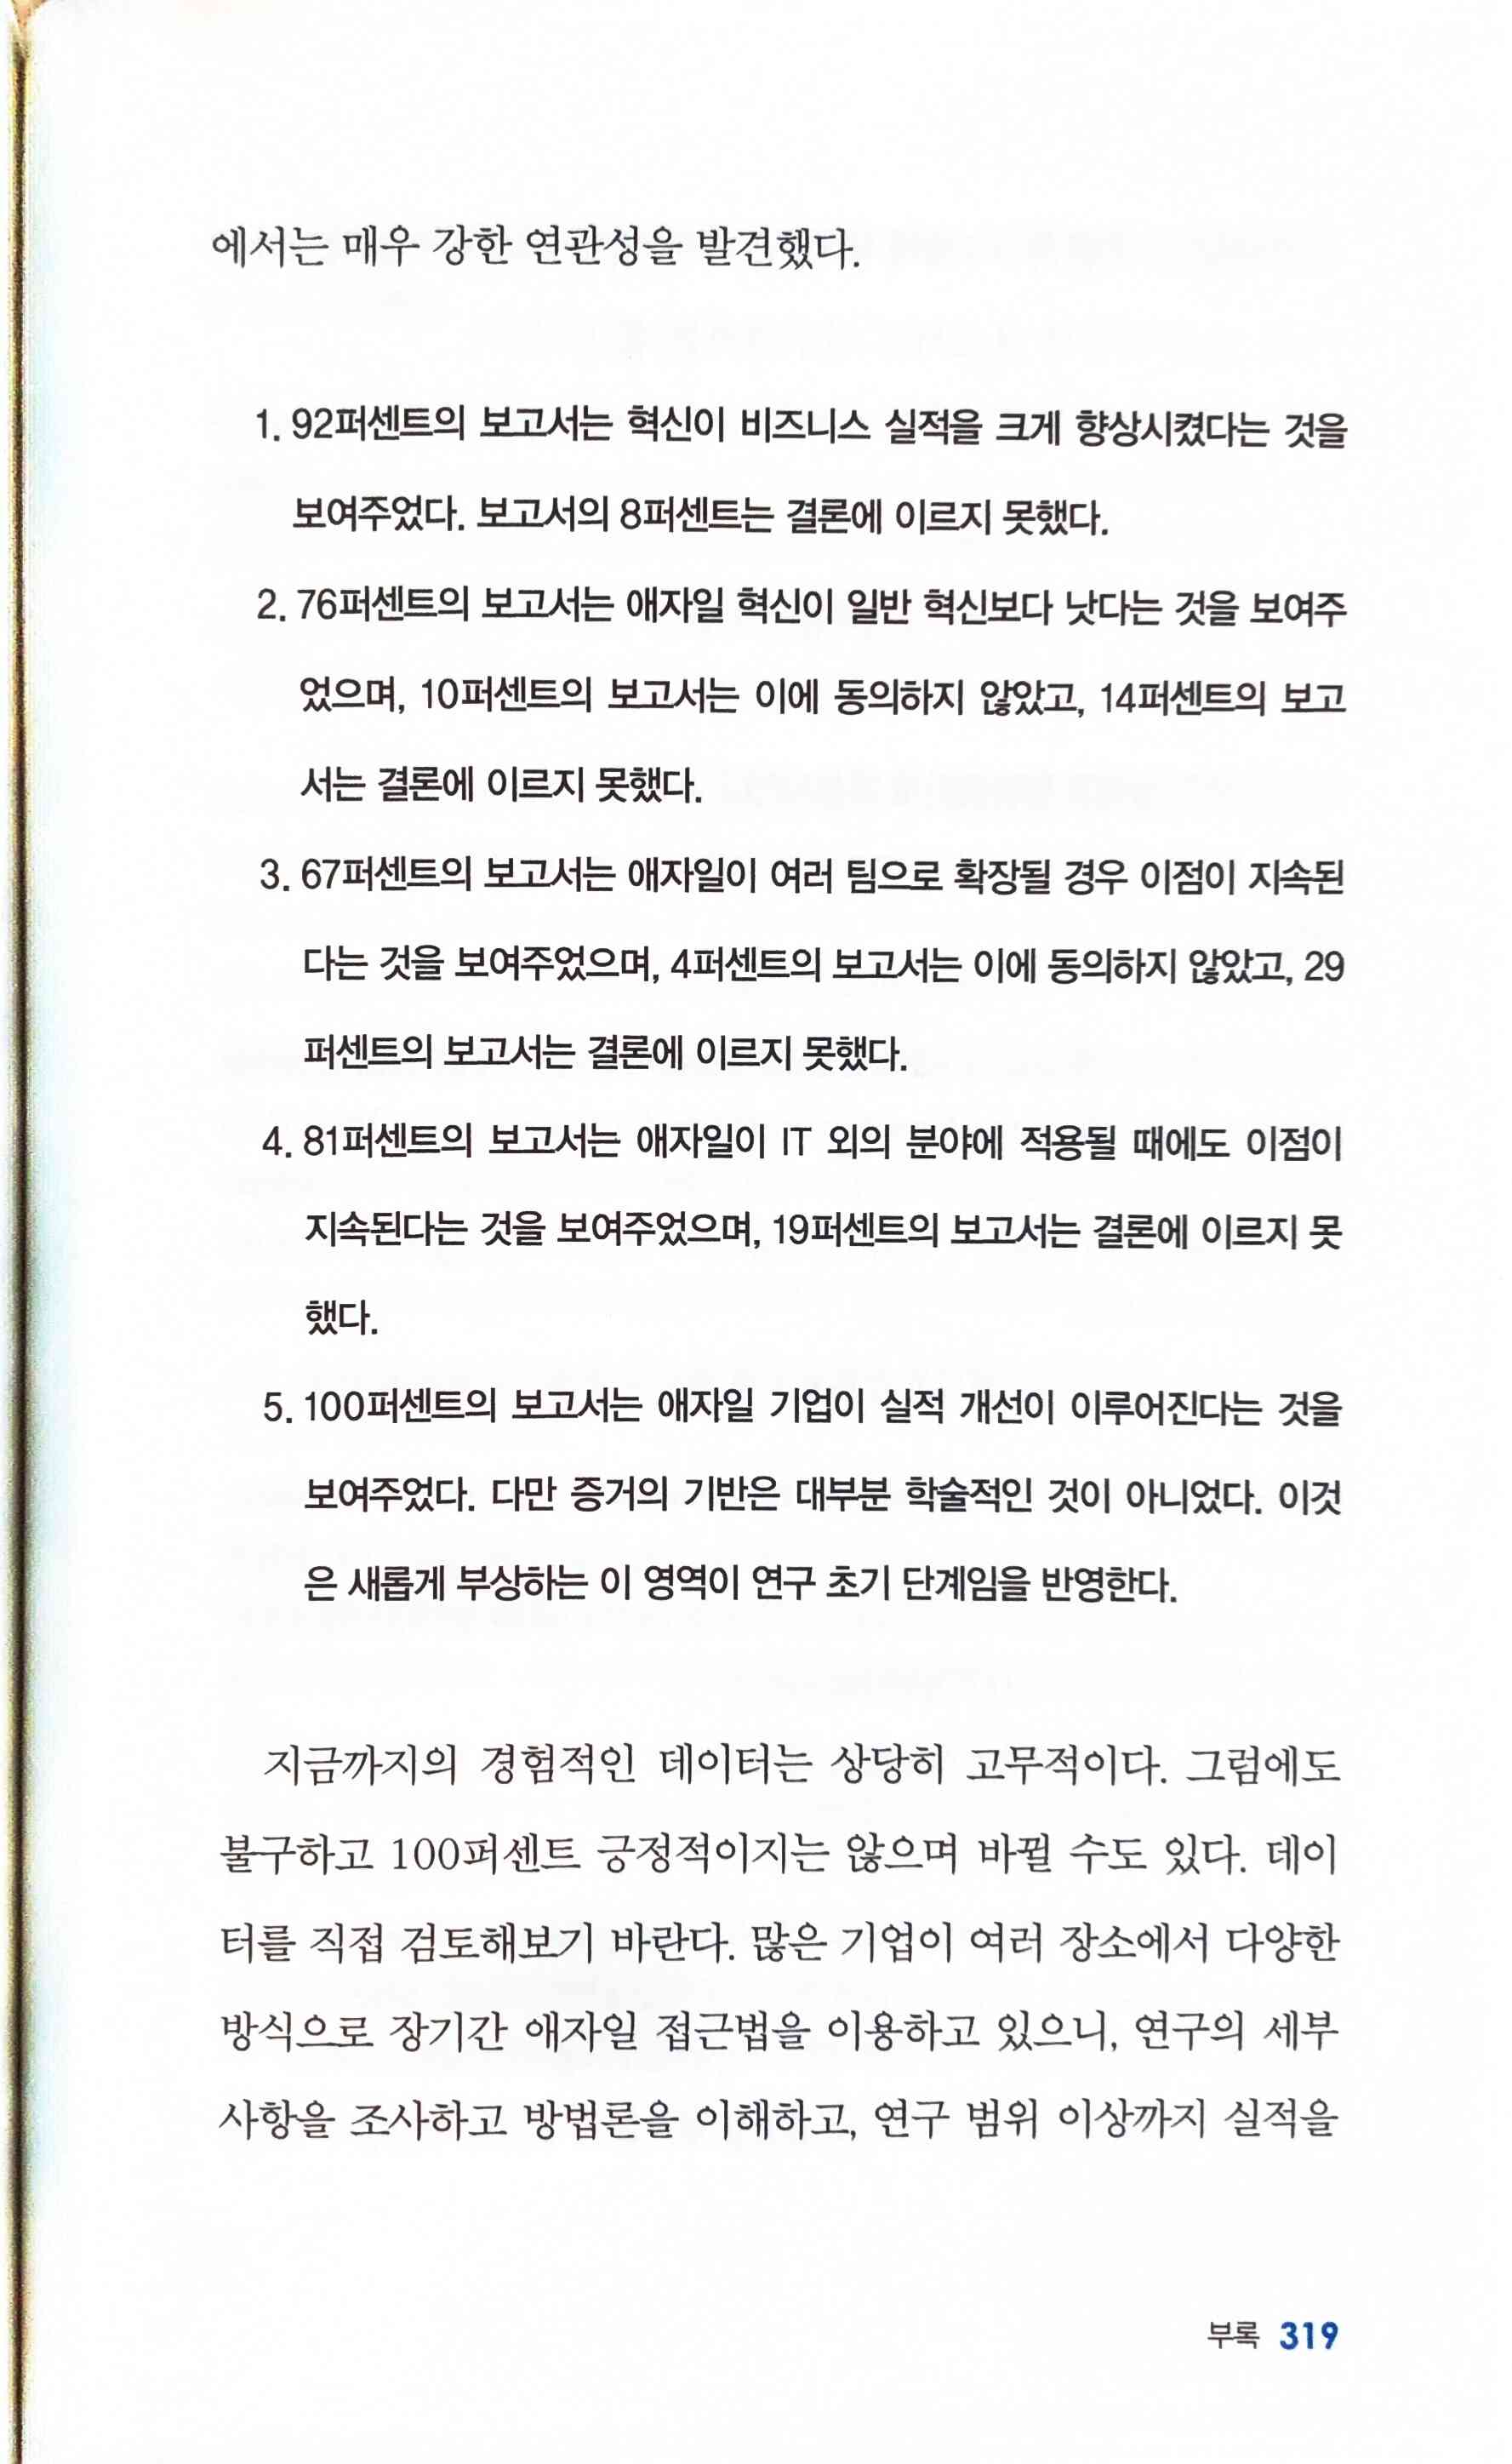 에서는 매우 강한 연관성을 발견했다.
1. 92퍼센트의 보고서는 혁신이 비즈니스 실적을 크게 향상시켰다는 것을
보여주었다. 보고서의 8퍼센트는 결론에 이르지 못했다.
2. 76퍼센트의 보고서는 애자일 혁신이 일반 혁신보다 낫다는 것을 보여주
었으며, 10퍼센트의 보고서는 이에 동의하지 않았고, 14퍼센트의 보고
서는 결론에 이르지 못했다.
3. 67퍼센트의 보고서는 애자일이 여러 팀으로 확장될 경우 이점이 지속된
다는 것을 보여주었으며, 4퍼센트의 보고서는 이에 동의하지 않았고, 29
퍼센트의 보고서는 결론에 이르지 못했다.
4. 81퍼센트의 보고서는 애자일이 IT 외의 분야에 적용될 때에도 이점이
지속된다는 것을 보여주었으며, 19퍼센트의 보고서는 결론에 이르지 못
했다.
5. 100퍼센트의 보고서는 애자일 기업이 실적 개선이 이루어진다는 것을
보여주었다. 다만 증거의 기반은 대부분 학술적인 것이 아니었다. 이것
은 새롭게 부상하는 이 영역이 연구 초기 단계임을 반영한다.
지금까지의 경험적인 데이터는 상당히 고무적이다. 그럼에도
불구하고 100퍼센트 긍정적이지는 않으며 바뀔 수도 있다. 데이
터를 직접 검토해보기 바란다. 많은 기업이 여러 장소에서 다양한
방식으로 장기간 애자일 접근법을 이용하고 있으니, 연구의 세부
사항을 조사하고 방법론을 이해하고, 연구 범위 이상까지 실적을
부록 319